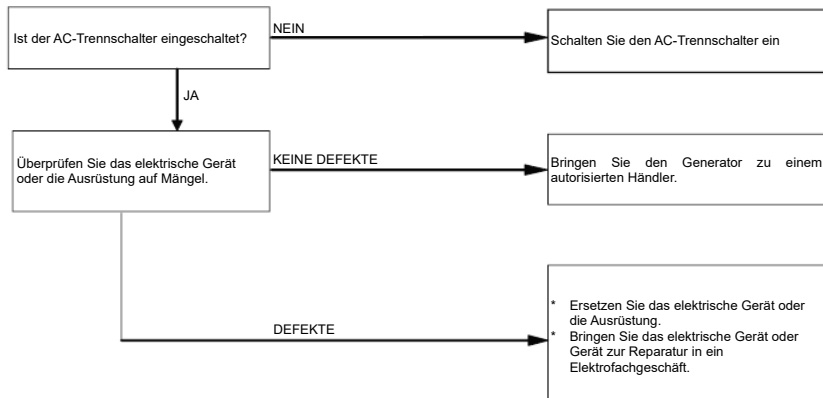 Ist der AC-Trennschalter eingeschaltet?
NEIN
Schalten Sie den AC-Trennschalter ein
JA
Überprüfen Sie das elektrische Gerät
oder die Ausrüstung auf Mängel.
KEINE DEFEKTE
Bringen Sie den Generator zu einem
autorisierten Händler.
DEFEKTE
* Ersetzen Sie das elektrische Gerät oder
die Ausrüstung.
* Bringen Sie das elektrische Gerät oder
Gerät zur Reparatur in ein
Elektrofachgeschäft.